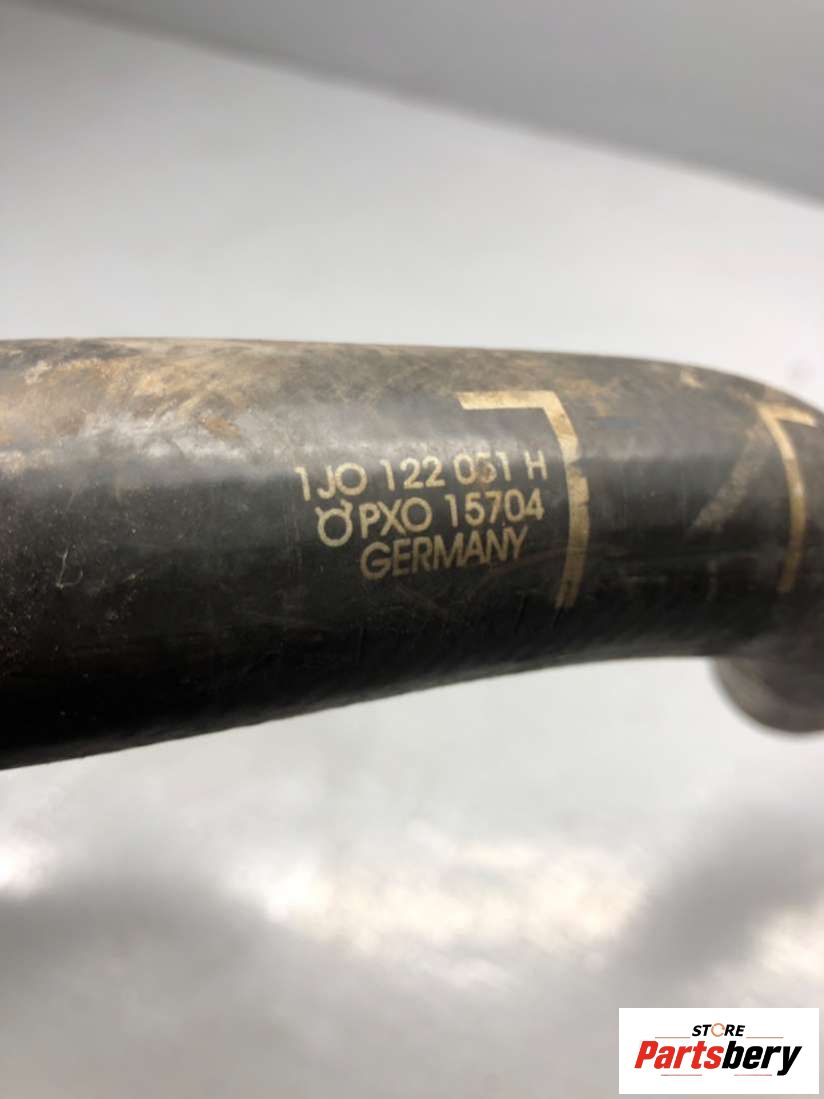 1JO 122 051 H
PXO 15704
GERMANY
STORE
Partsbery